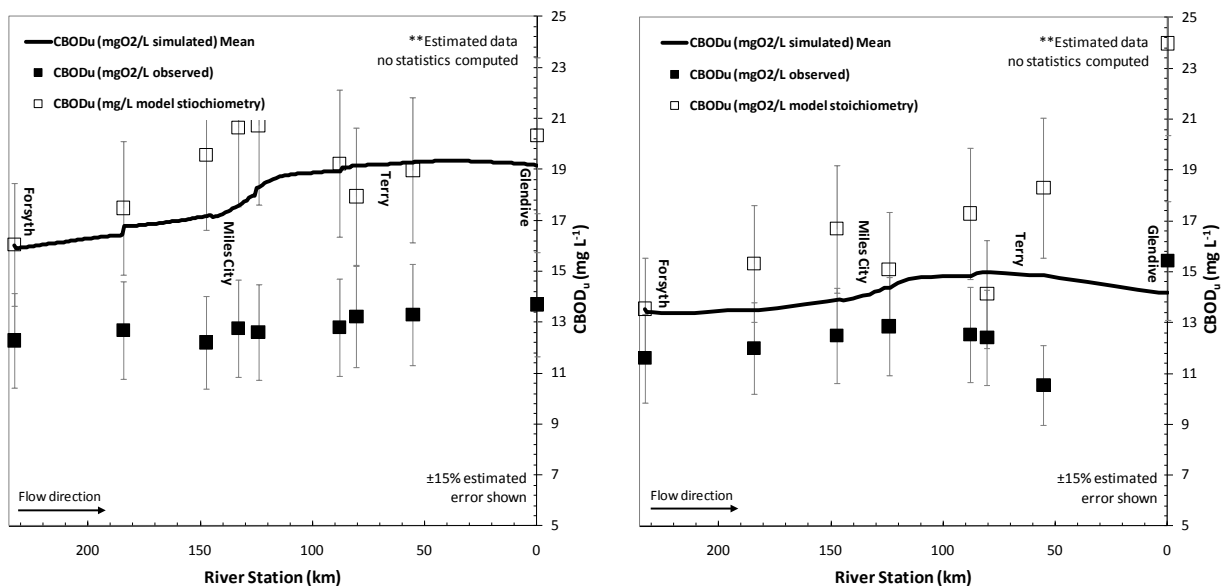 CBODu (mgO2/L simulated) Mean
CBODu (mgO2/L observed)
CBODu (mg/L model stiochiometry)
**Estimated data
no statistics computed
Forsyth
Miles City
Terry
Glendive
±15% estimated
error shown
Flow direction
25
23
21
19
17
15
13
11
9
7
5
CBODu (mg L-1)
200
150
100
50
0
River Station (km)
CBODu (mgO2/L simulated) Mean
CBODu (mgO2/L observed)
CBODu (mgO2/L model stoichiometry)
**Estimated data
no statistics computed
Forsyth
Miles City
Terry
Glendive
±15% estimated
error shown
Flow direction
25
23
21
19
17
15
13
11
9
7
5
CBODu (mg L-1)
200
150
100
50
0
River Station (km)